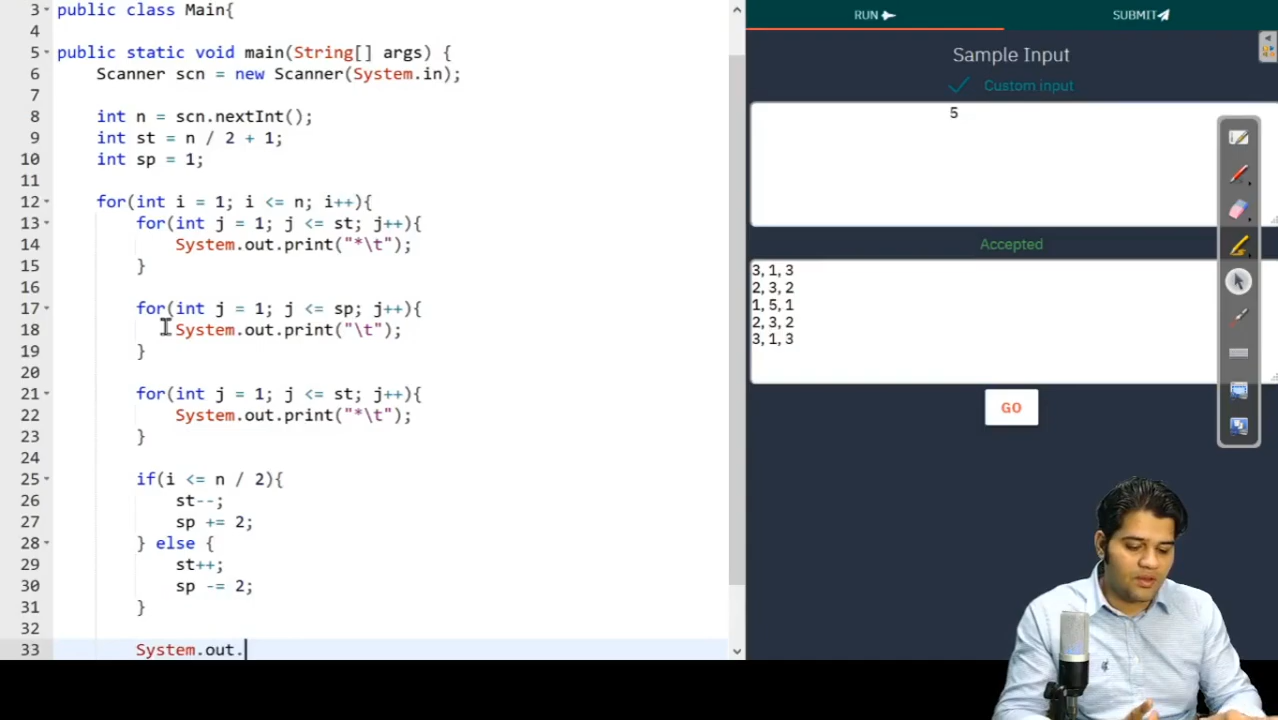 3 public class Main{
4
5 public static void main(String[] args) {
6 Scanner scn = new Scanner(System.in);
7
8 int n = scn.nextInt();
9 int st = n / 2 + 1;
10 int sp = 1;
11
12 for(int i = 1; i <= n; i++){
13 for(int j = 1; j <= st; j++){
14 System.out.print("*\t");
15 }
16
17 for(int j = 1; j <= sp; j++){
18 System.out.print("\t");
19 }
20
21 for(int j = 1; j <= st; j++){
22 System.out.print("*\t");
23 }
24
25 if(i <= n / 2){
26 st--;
27 sp += 2;
28 } else {
29 st++;
30 sp -= 2;
31 }
32
33 System.out.
RUN
SUBMIT
Sample Input
Custom input
5
Accepted
3, 1, 3
2, 3, 2
1, 5, 1
2, 3, 2
3, 1, 3
GO